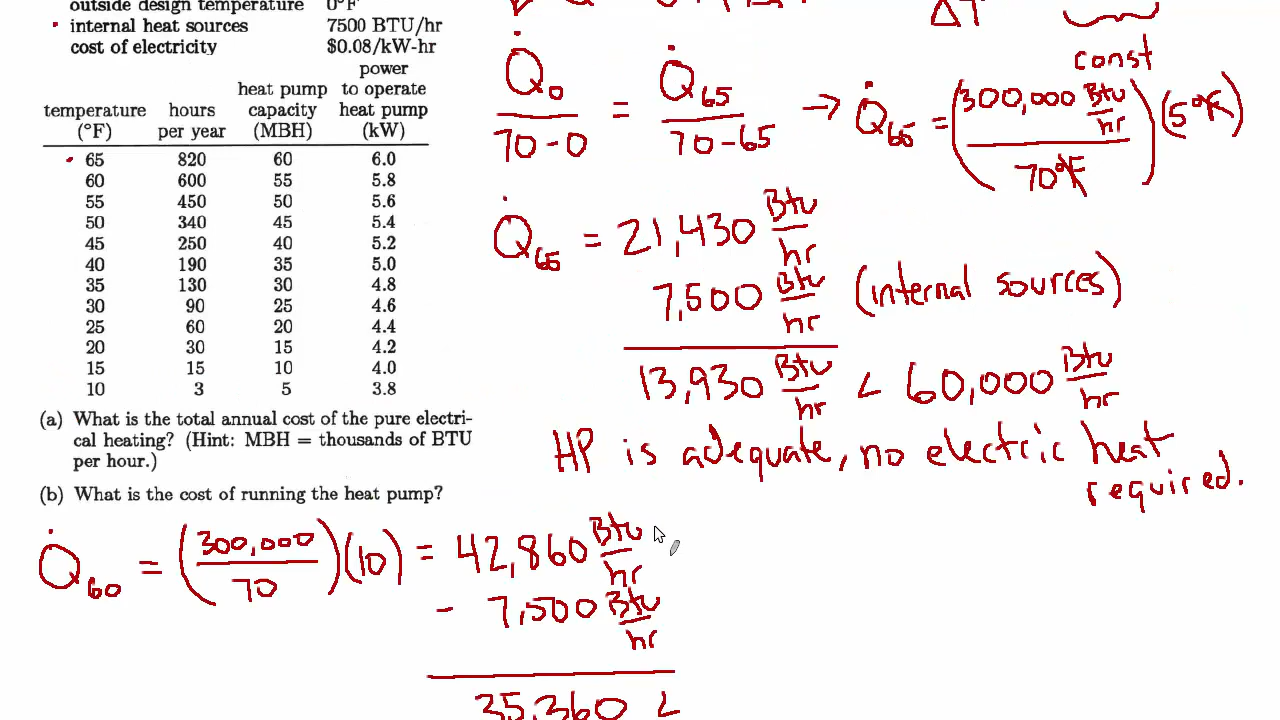 outside design temperature 0°F
• internal heat sources 7500 BTU/hr
cost of electricity $0.08/kW-hr
power
heat pump to operate
temperature hours capacity heat pump
(°F) per year (MBH) (kW)
• 65 820 60 6.0
60 600 55 5.8
55 450 50 5.6
50 340 45 5.4
45 250 40 5.2
40 190 35 5.0
35 130 30 4.8
30 90 25 4.6
25 60 20 4.4
20 30 15 4.2
15 15 10 4.0
10 3 5 3.8
(a) What is the total annual cost of the pure electri-
cal heating? (Hint: MBH = thousands of BTU
per hour.)
(b) What is the cost of running the heat pump?
ΔT
const
Q̇₀ / 70-0 = Q̇₆₅ / 70-65 → Q̇₆₅ = (300,000 Btu/hr / 70°F)(5°F)
Q̇₆₅ = 21,430 Btu/hr
7,500 Btu/hr (internal sources)
13,930 Btu/hr < 60,000 Btu/hr
HP is adequate, no electric heat
required.
Q̇₆₀ = (300,000 / 70)(10) = 42,860 Btu/hr
- 7,500 Btu/hr
35,360 <